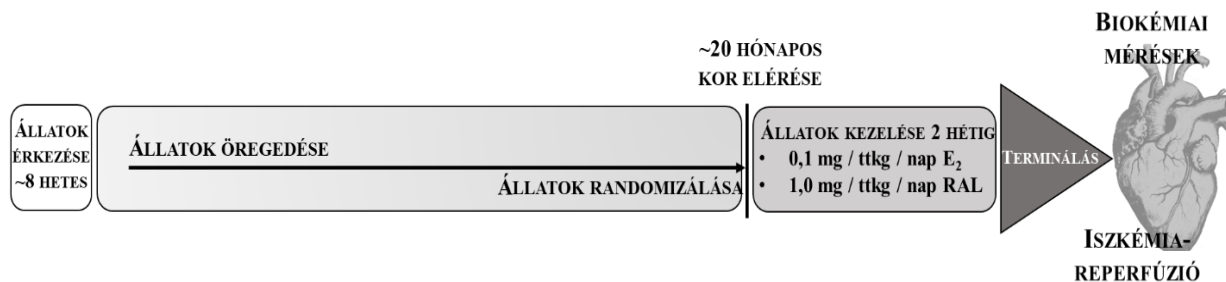 ÁLLATOK
ÉRKEZÉSE
~8 HETES
ÁLLATOK ÖREGEDÉSE
ÁLLATOK RANDOMIZÁLÁSA
~20 HÓNAPOS
KOR ELÉRÉSE
ÁLLATOK KEZELÉSE 2 HÉTIG
• 0,1 mg / ttkg / nap E₂
• 1,0 mg / ttkg / nap RAL
TERMINÁLÁS
BIOKÉMIAI
MÉRÉSEK
ISZKÉMIA-
REPERFÚZIÓ